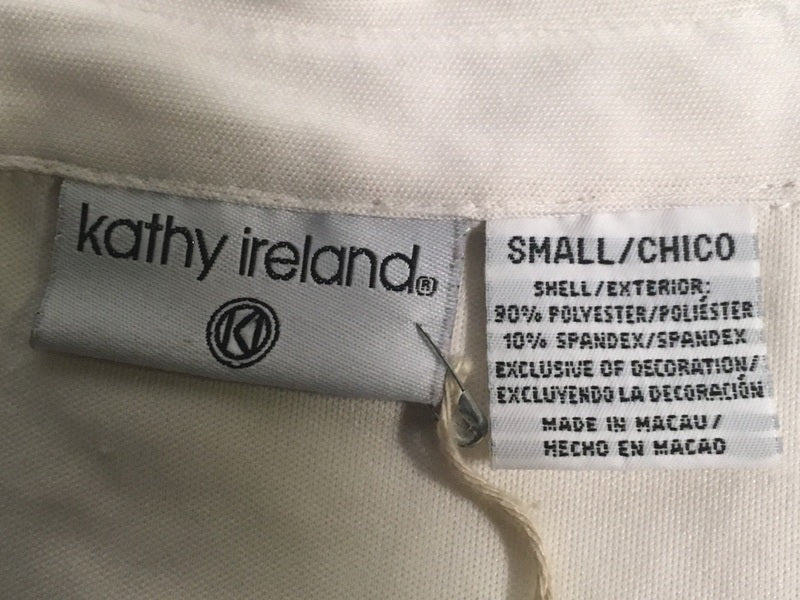 kathy ireland®
KI
SMALL/CHICO
SHELL/EXTERIOR:
90% POLYESTER/POLIÉSTER
10% SPANDEX/SPANDEX
EXCLUSIVE OF DECORATION/
EXCLUYENDO LA DECORACIÓN
MADE IN MACAU/
HECHO EN MACAO